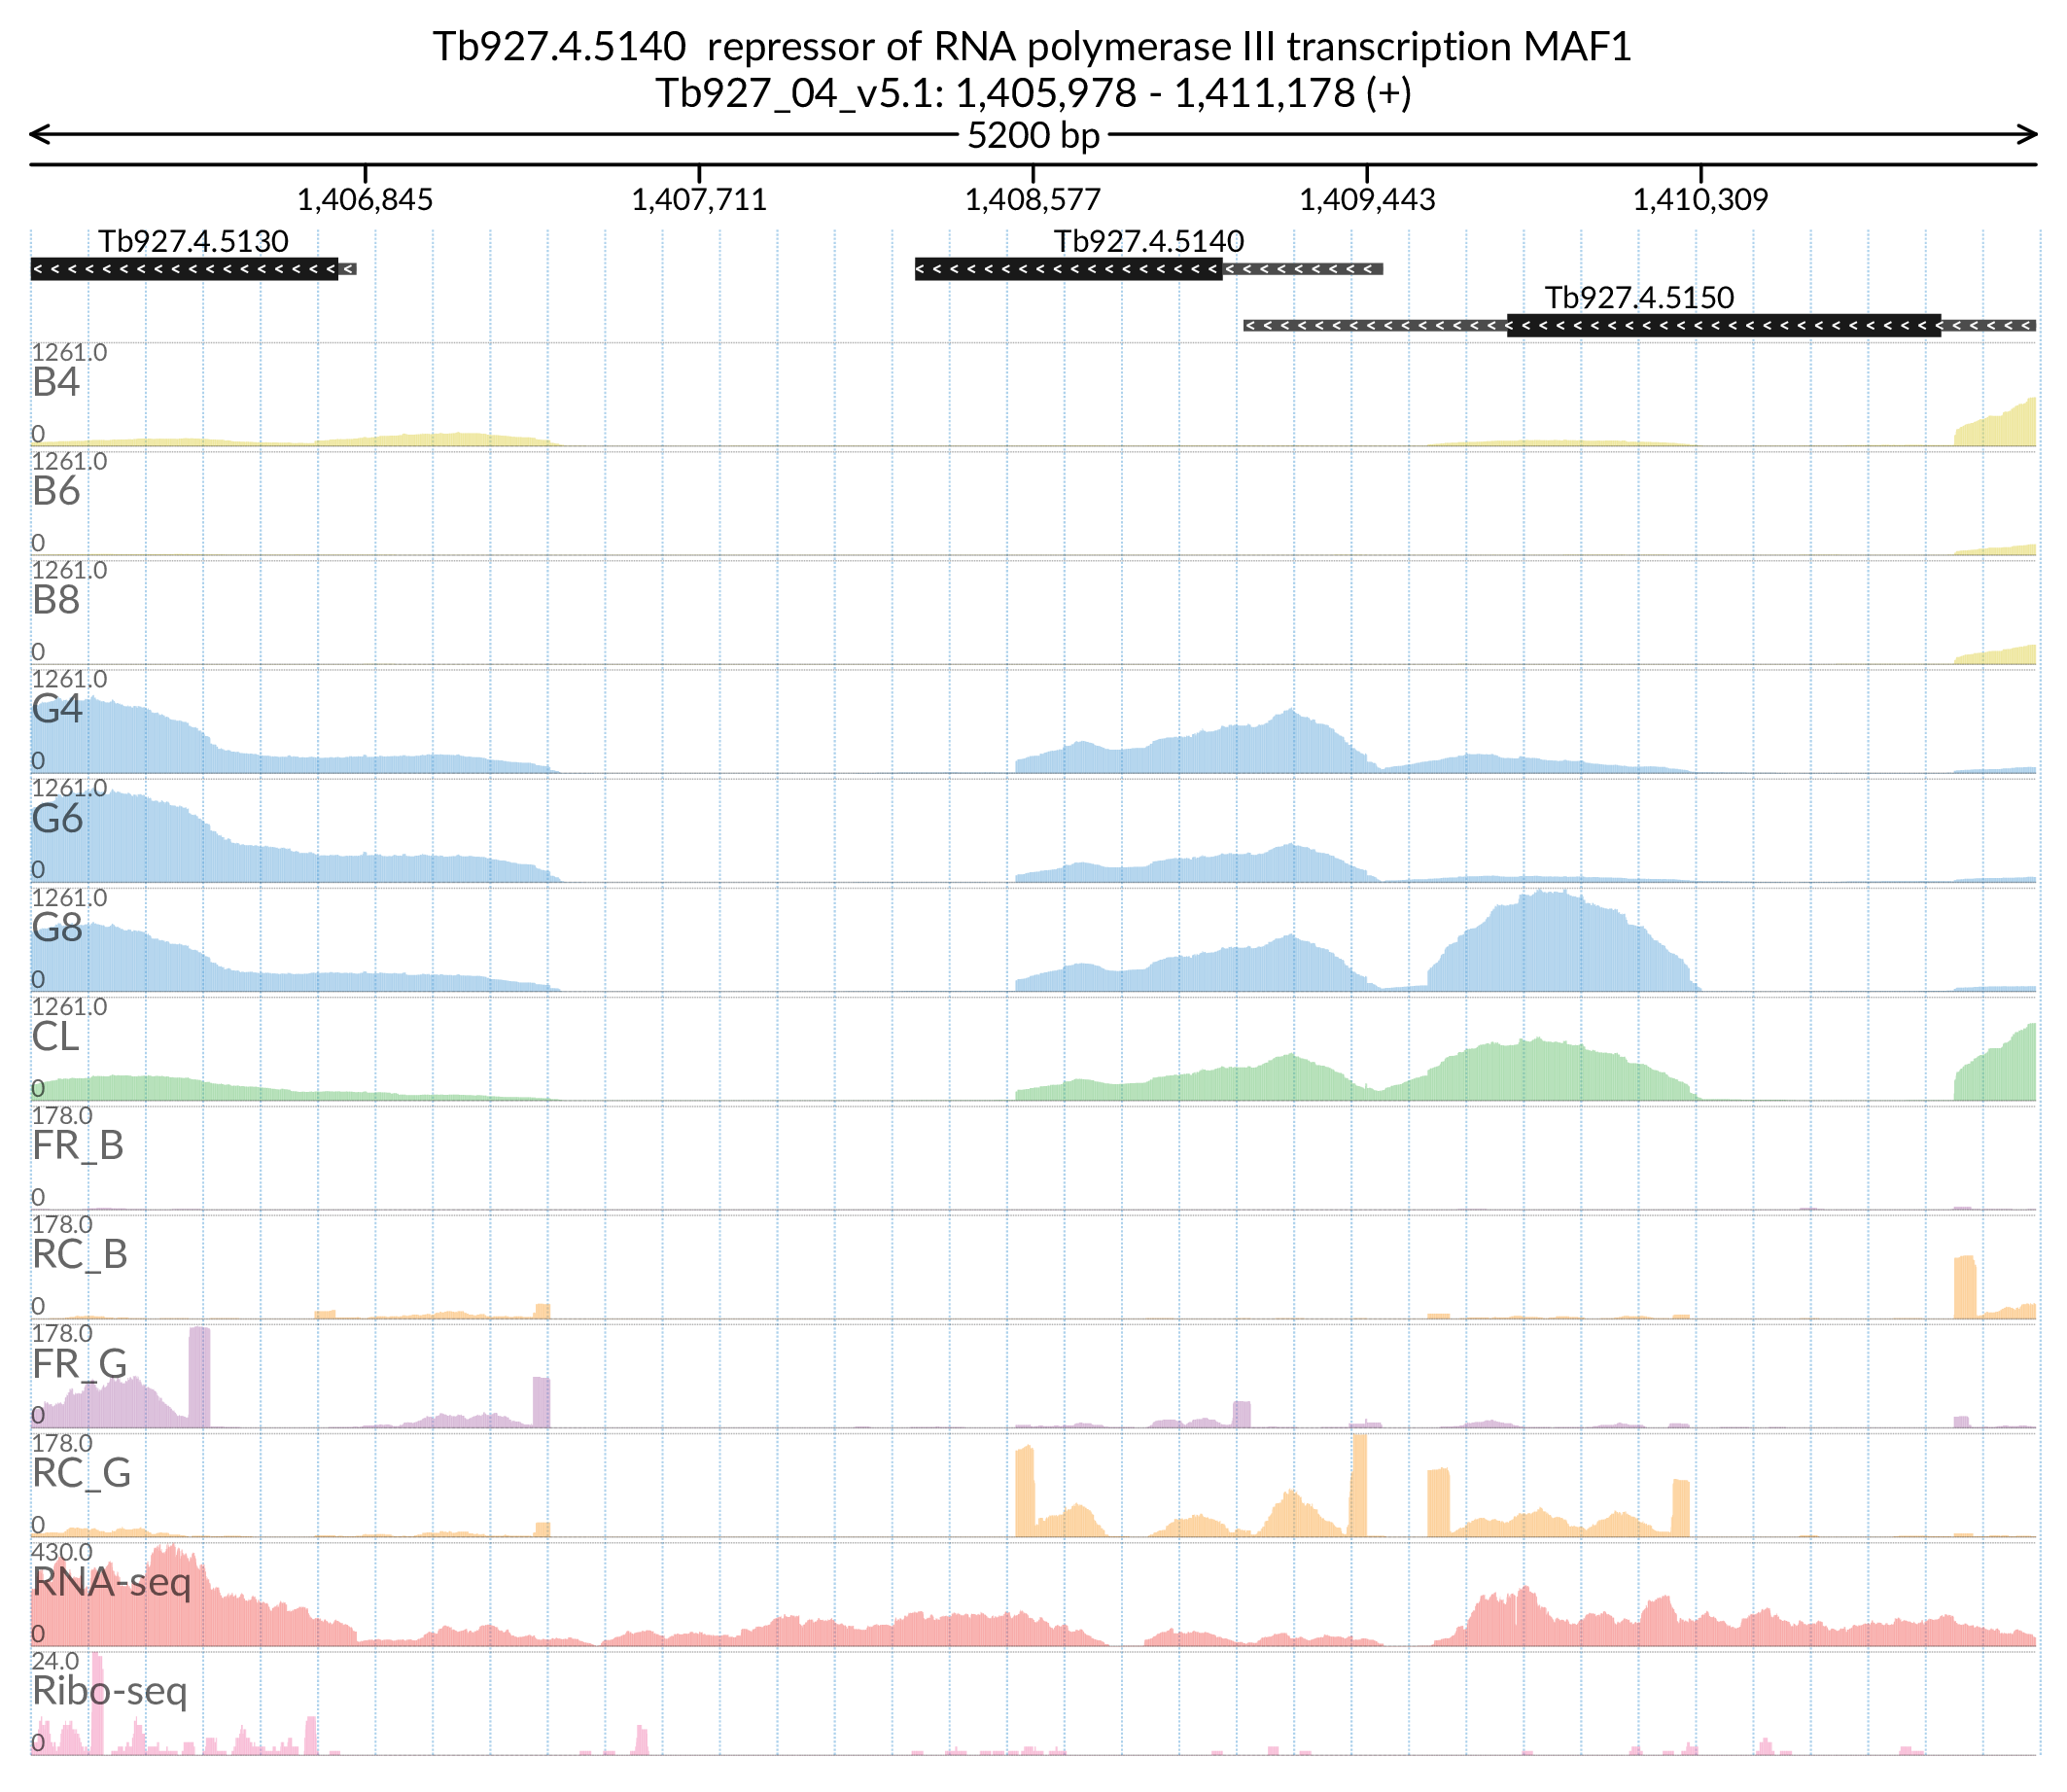 Tb927.4.5140  repressor of RNA polymerase III transcription MAF1
Tb927_04_v5.1: 1,405,978 - 1,411,178 (+)
5200 bp
1,406,845 1,407,711 1,408,577 1,409,443 1,410,309
Tb927.4.5130 Tb927.4.5140
Tb927.4.5150
1261.0
B4
0
1261.0
B6
0
1261.0
B8
0
1261.0
G4
0
1261.0
G6
0
1261.0
G8
0
1261.0
CL
0
178.0
FR_B
0
178.0
RC_B
0
178.0
FR_G
0
178.0
RC_G
0
430.0
RNA-seq
0
24.0
Ribo-seq
0